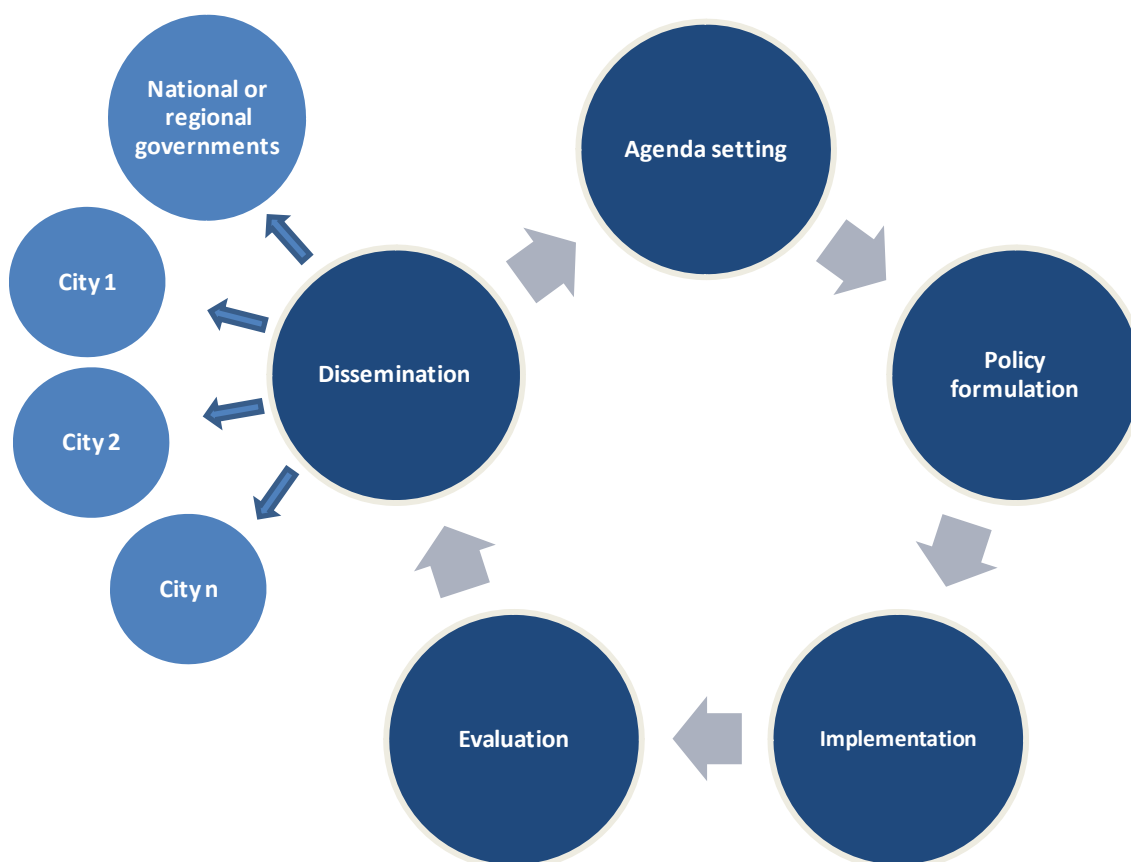 National or
regional
governments
Agenda setting
City 1
Dissemination
Policy
formulation
City 2
City n
Evaluation
Implementation